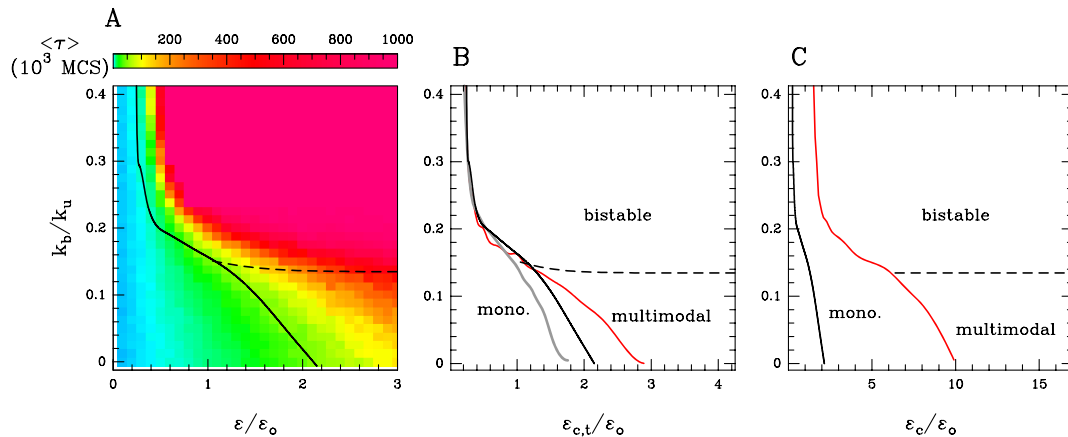 A
<τ>
(10³ MCS)
200 400 600 800 1000
k_b/k_u
0.4
0.3
0.2
0.1
0
0 1 2 3
ε/ε_o
B
0.4
0.3
0.2
0.1
0
bistable
mono.
multimodal
1 2 3 4
ε_c,t/ε_o
C
0.4
0.3
0.2
0.1
0
bistable
mono.
multimodal
5 10 15
ε_c/ε_o